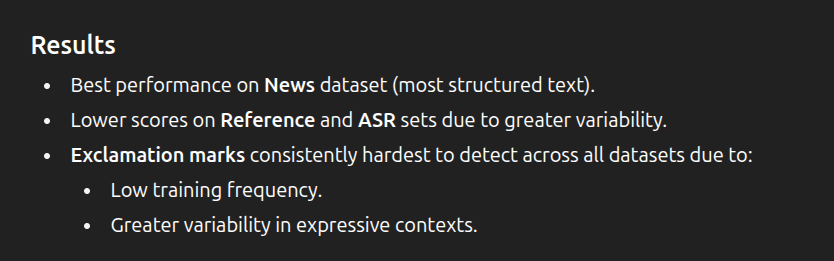 Results
• Best performance on News dataset (most structured text).
• Lower scores on Reference and ASR sets due to greater variability.
• Exclamation marks consistently hardest to detect across all datasets due to:
• Low training frequency.
• Greater variability in expressive contexts.